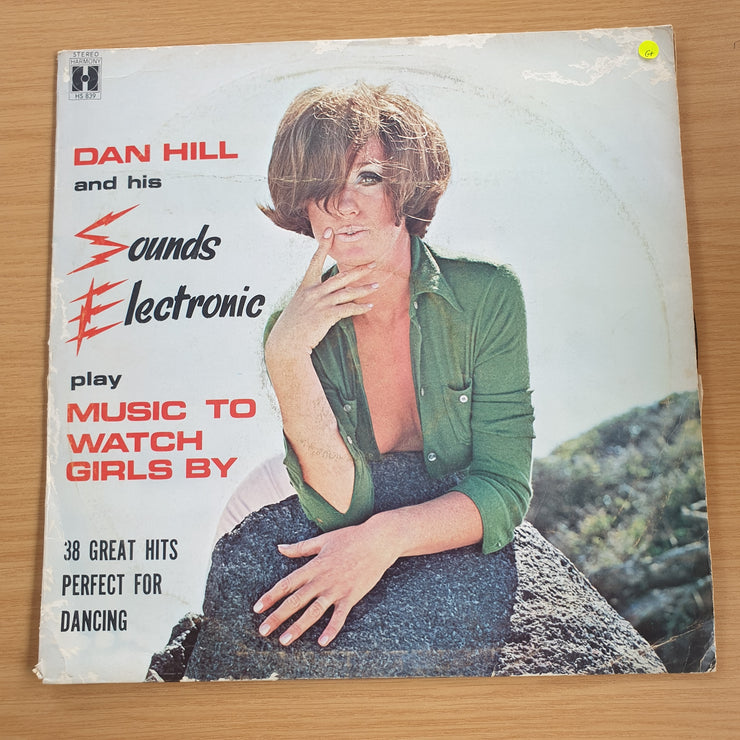 STEREO
HARMONY
HS 839
G+
DAN HILL
and his
Sounds
Electronic
play
MUSIC TO
WATCH
GIRLS BY
38 GREAT HITS
PERFECT FOR
DANCING